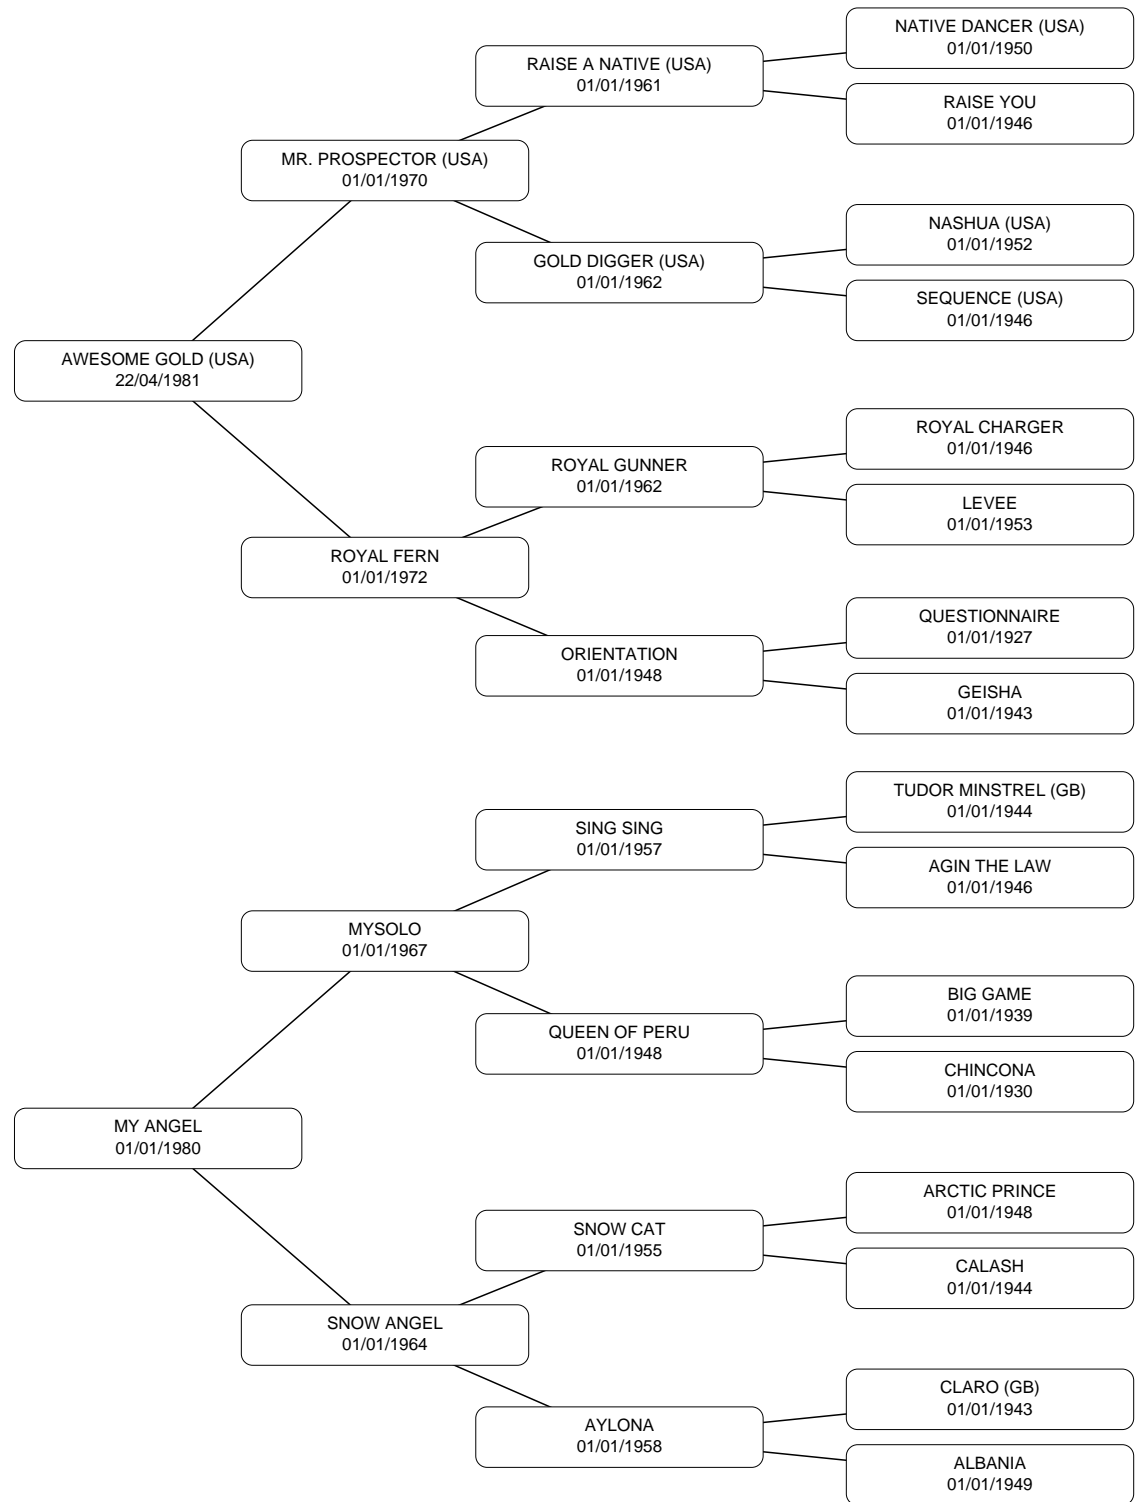 NATIVE DANCER (USA)
01/01/1950
RAISE A NATIVE (USA)
01/01/1961
RAISE YOU
01/01/1946
MR. PROSPECTOR (USA)
01/01/1970
NASHUA (USA)
01/01/1952
GOLD DIGGER (USA)
01/01/1962
SEQUENCE (USA)
01/01/1946
AWESOME GOLD (USA)
22/04/1981
ROYAL CHARGER
01/01/1946
ROYAL GUNNER
01/01/1962
LEVEE
01/01/1953
ROYAL FERN
01/01/1972
QUESTIONNAIRE
01/01/1927
ORIENTATION
01/01/1948
GEISHA
01/01/1943
TUDOR MINSTREL (GB)
01/01/1944
SING SING
01/01/1957
AGIN THE LAW
01/01/1946
MYSOLO
01/01/1967
BIG GAME
01/01/1939
QUEEN OF PERU
01/01/1948
CHINCONA
01/01/1930
MY ANGEL
01/01/1980
ARCTIC PRINCE
01/01/1948
SNOW CAT
01/01/1955
CALASH
01/01/1944
SNOW ANGEL
01/01/1964
CLARO (GB)
01/01/1943
AYLONA
01/01/1958
ALBANIA
01/01/1949